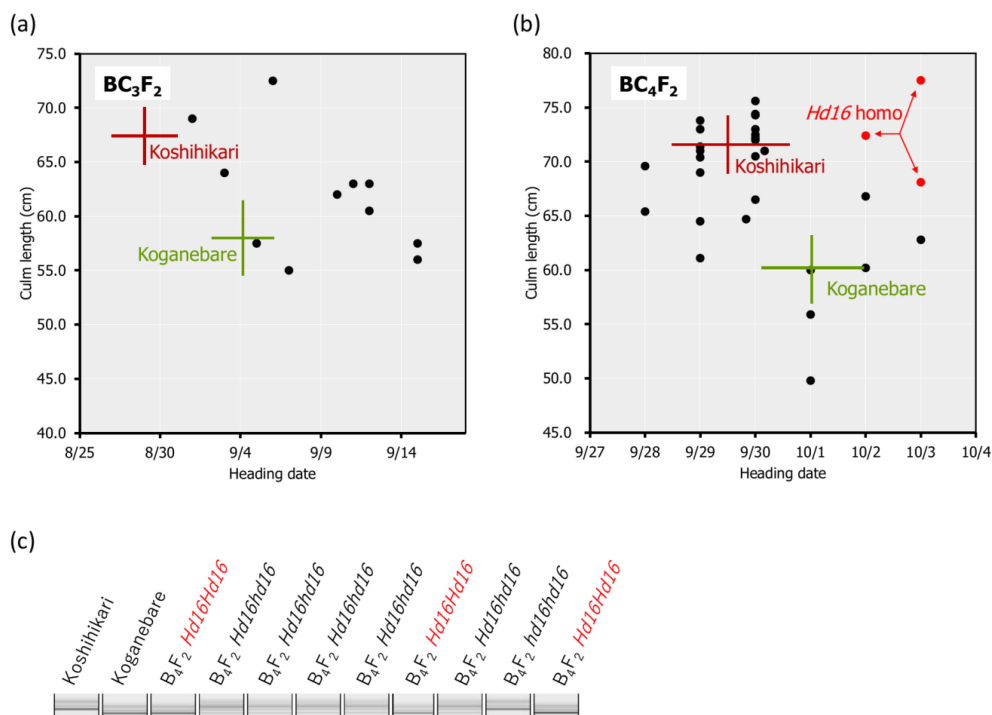 (a)
BC₃F₂
75.0
70.0
65.0
60.0
55.0
50.0
45.0
40.0
Culm length (cm)
Koshihikari
Koganebare
8/25 8/30 9/4 9/9 9/14
Heading date
(b)
BC₄F₂
80.0
75.0
70.0
65.0
60.0
55.0
50.0
45.0
Culm length (cm)
Hd16 homo
Koshihikari
Koganebare
9/27 9/28 9/29 9/30 10/1 10/2 10/3 10/4
Heading date
(c)
Koshihikari
Koganebare
B₄F₂ Hd16Hd16
B₄F₂ Hd16hd16
B₄F₂ Hd16hd16
B₄F₂ Hd16hd16
B₄F₂ Hd16hd16
B₄F₂ Hd16Hd16
B₄F₂ Hd16hd16
B₄F₂ hd16hd16
B₄F₂ Hd16Hd16